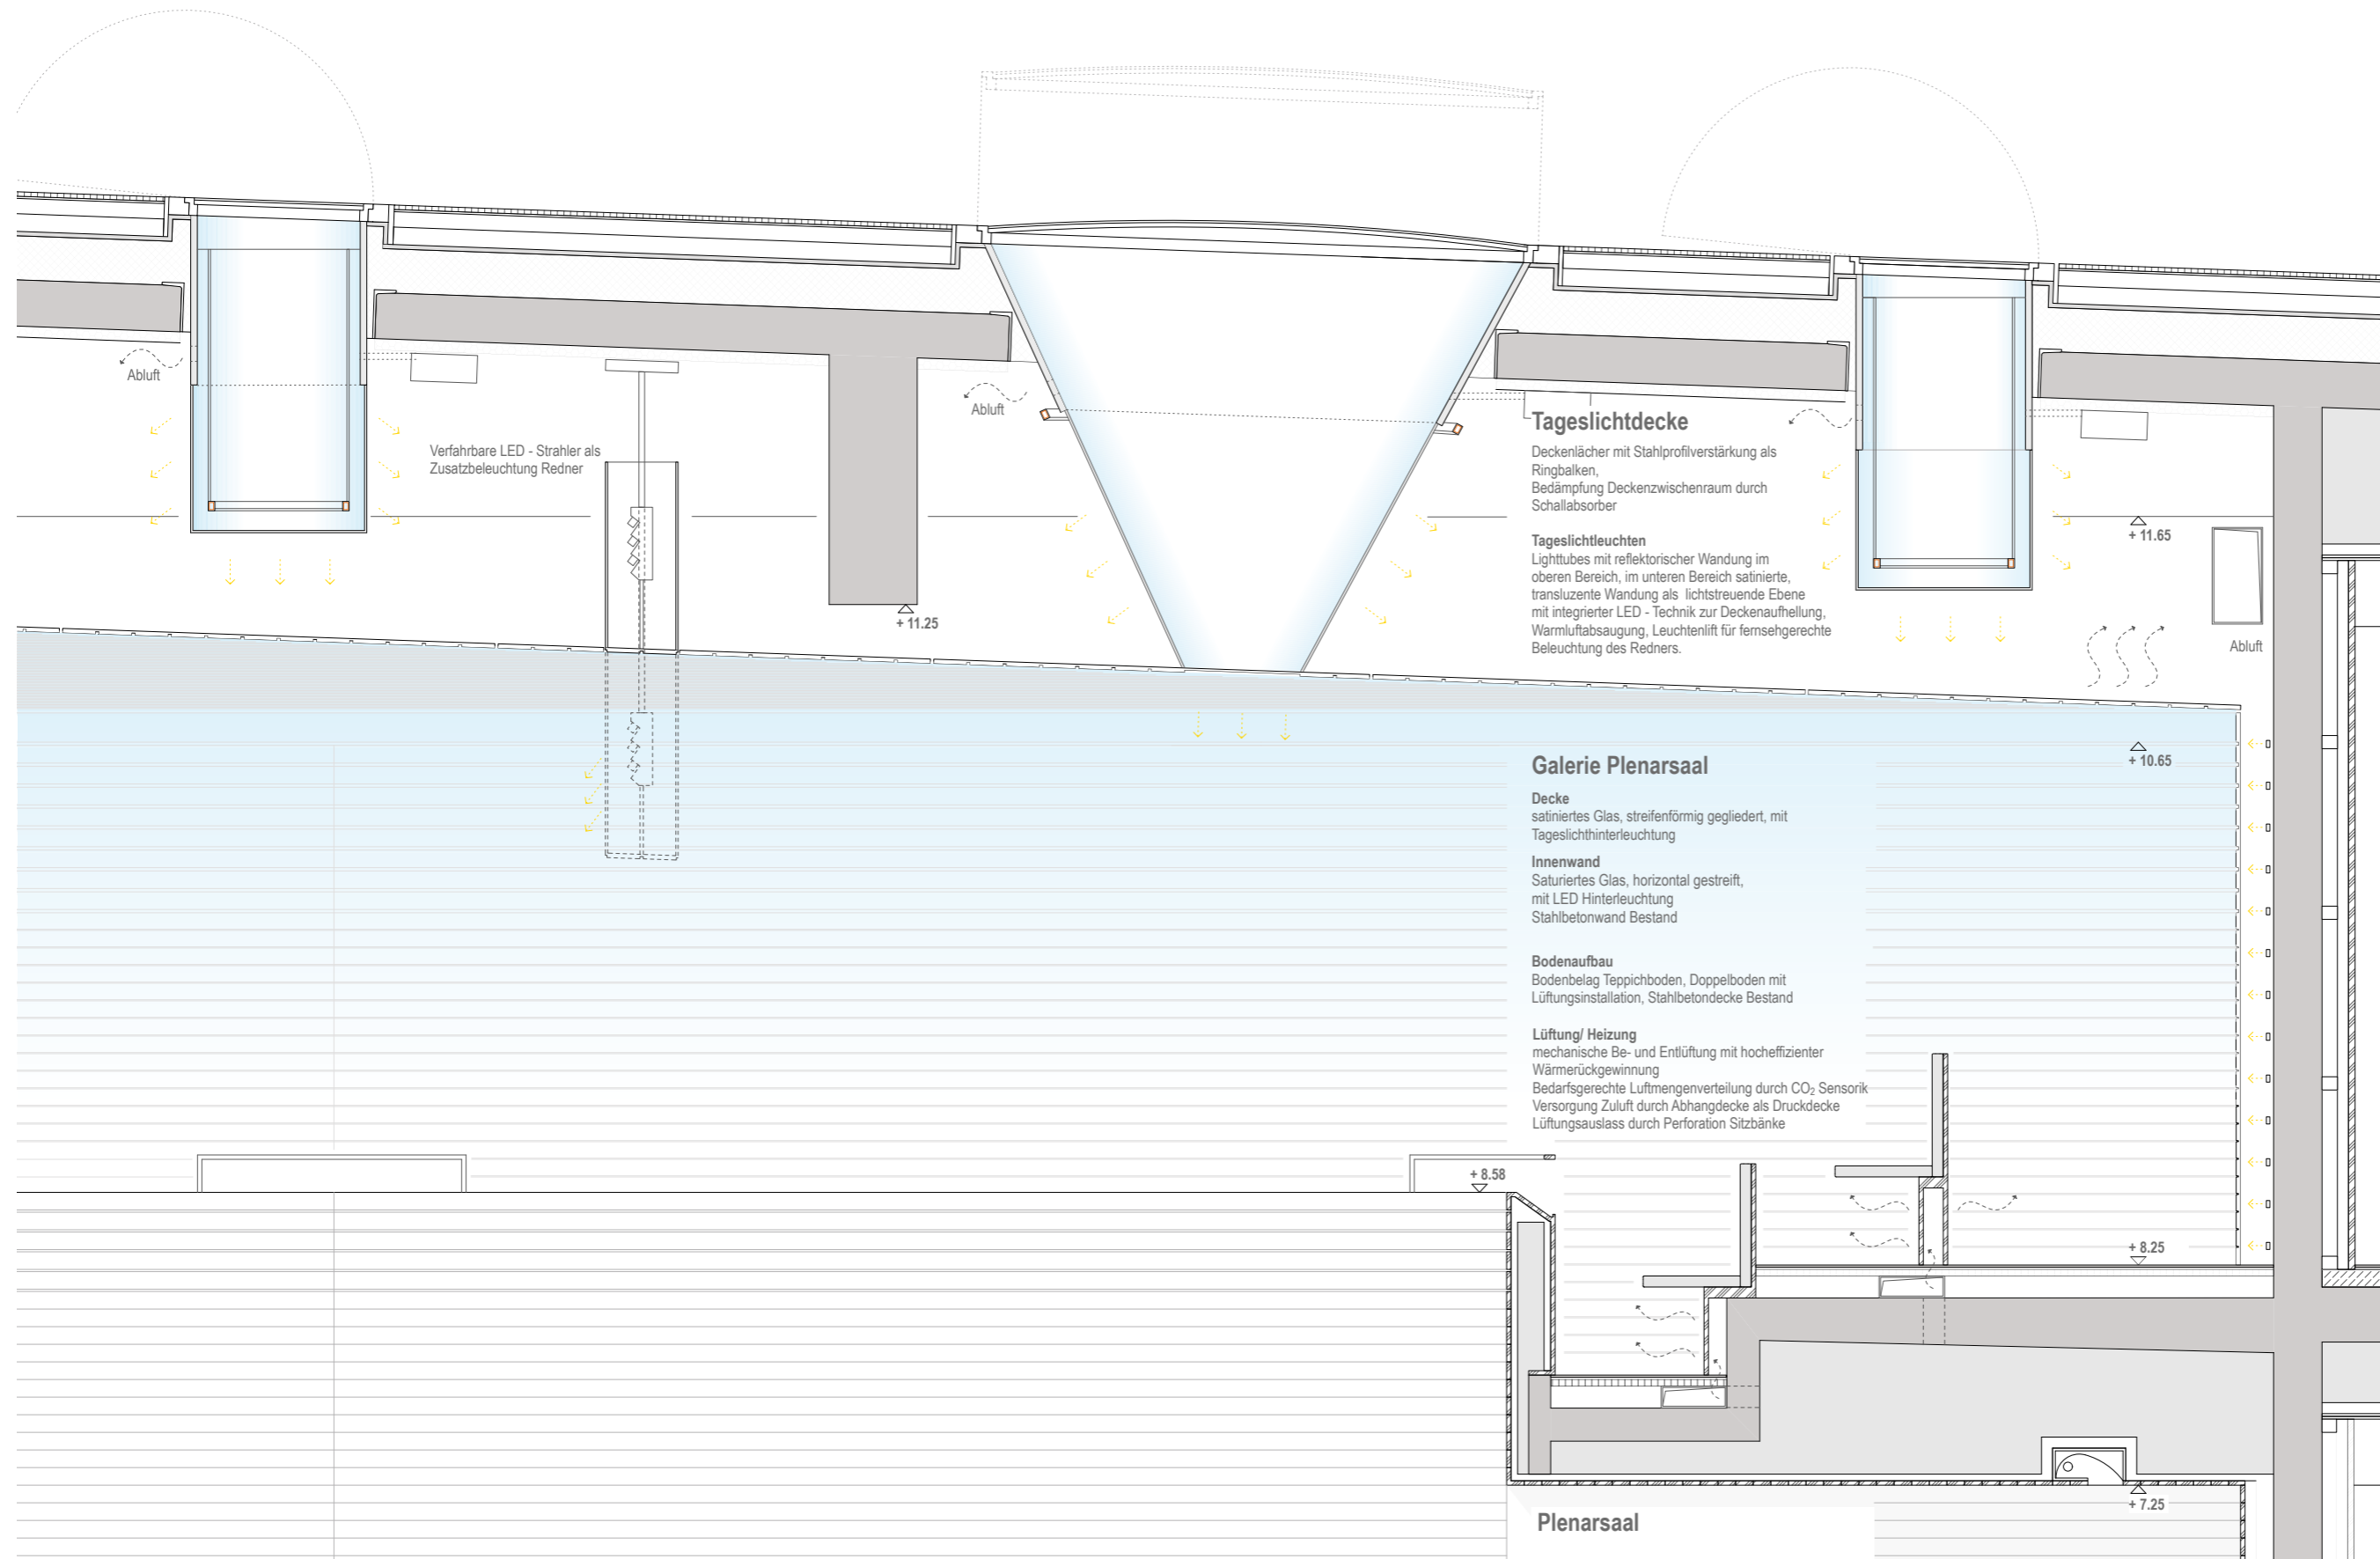 Abluft
Verfahrbare LED - Strahler als
Zusatzbeleuchtung Redner
+ 11.25
Abluft
Tageslichtdecke
Deckenlächer mit Stahlprofilverstärkung als
Ringbalken,
Bedämpfung Deckenzwischenraum durch
Schallabsorber
Tageslichtleuchten
Lighttubes mit reflektorischer Wandung im
oberen Bereich, im unteren Bereich satinierte,
transluzente Wandung als lichtstreuende Ebene
mit integrierter LED - Technik zur Deckenaufhellung,
Warmluftabsaugung, Leuchtenlift für fernsehgerechte
Beleuchtung des Redners.
+ 11.65
Abluft
Galerie Plenarsaal
+ 10.65
Decke
satiniertes Glas, streifenförmig gegliedert, mit
Tageslichthinterleuchtung
Innenwand
Saturiertes Glas, horizontal gestreift,
mit LED Hinterleuchtung
Stahlbetonwand Bestand
Bodenaufbau
Bodenbelag Teppichboden, Doppelboden mit
Lüftungsinstallation, Stahlbetondecke Bestand
Lüftung/ Heizung
mechanische Be- und Entlüftung mit hocheffizienter
Wärmerückgewinnung
Bedarfsgerechte Luftmengenverteilung durch CO₂ Sensorik
Versorgung Zuluft durch Abhangdecke als Druckdecke
Lüftungsauslass durch Perforation Sitzbänke
+ 8.58
+ 8.25
+ 7.25
Plenarsaal